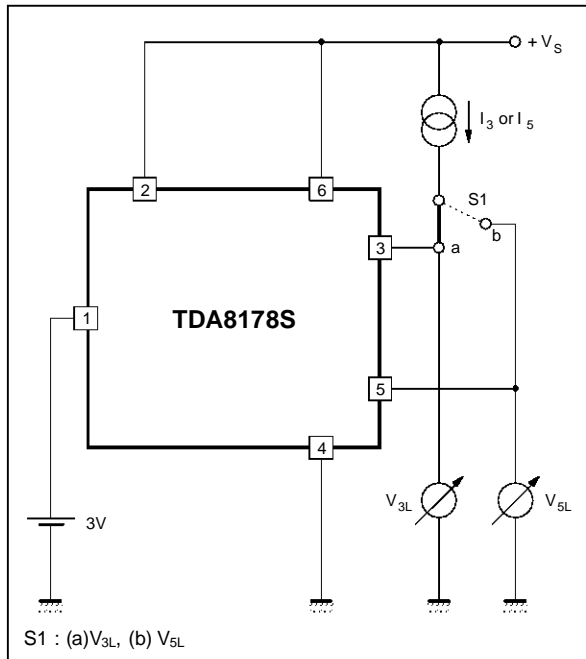 + V_S
I_3 or I_5
2
6
S1
3
a
b
1
TDA8178S
5
4
V_3L
V_5L
3V
S1 : (a)V_3L, (b) V_5L